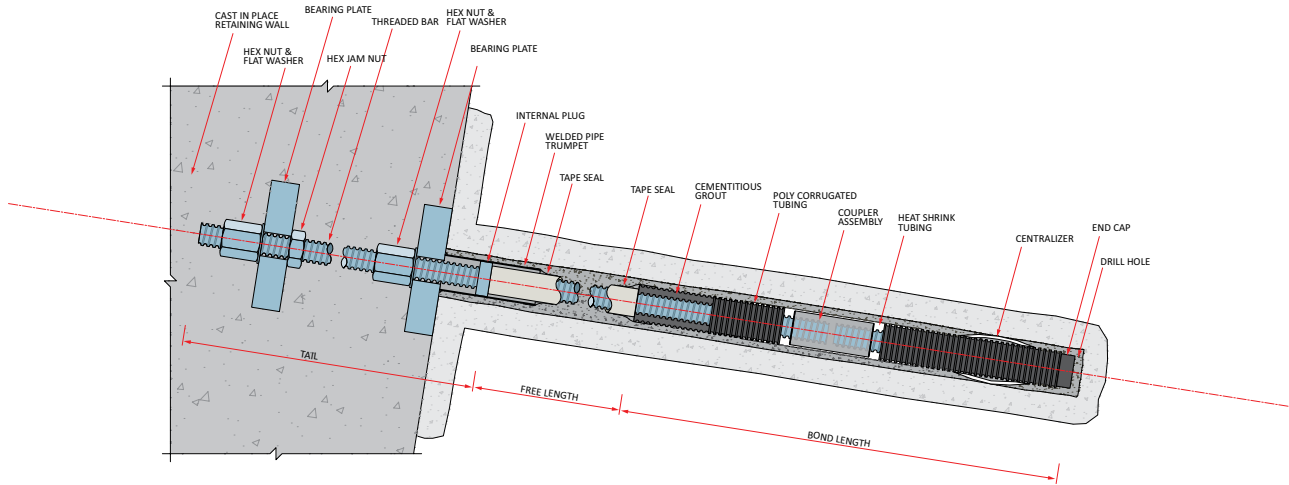 CAST IN PLACE
RETAINING WALL
BEARING PLATE
THREADED BAR
HEX NUT &
FLAT WASHER
BEARING PLATE
HEX NUT &
FLAT WASHER
HEX JAM NUT
INTERNAL PLUG
WELDED PIPE
TRUMPET
TAPE SEAL
TAPE SEAL
CEMENTITIOUS
GROUT
POLY CORRUGATED
TUBING
COUPLER
ASSEMBLY
HEAT SHRINK
TUBING
CENTRALIZER
END CAP
DRILL HOLE
TAIL
FREE LENGTH
BOND LENGTH